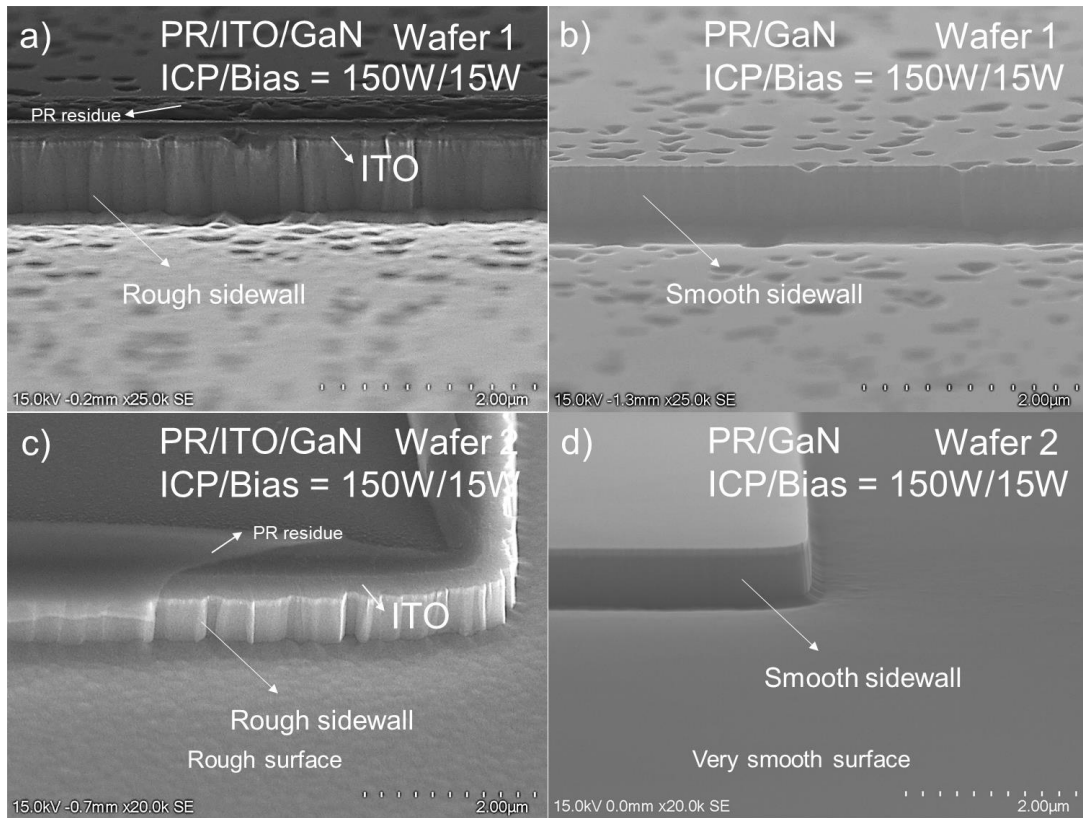 a)
PR/ITO/GaN Wafer 1
ICP/Bias = 150W/15W
PR residue
ITO
Rough sidewall
15.0kV -0.2mm x25.0k SE
2.00µm
b)
PR/GaN Wafer 1
ICP/Bias = 150W/15W
Smooth sidewall
15.0kV -1.3mm x25.0k SE
2.00µm
c)
PR/ITO/GaN Wafer 2
ICP/Bias = 150W/15W
PR residue
ITO
Rough sidewall
Rough surface
15.0kV -0.7mm x20.0k SE
2.00µm
d)
PR/GaN Wafer 2
ICP/Bias = 150W/15W
Smooth sidewall
Very smooth surface
15.0kV 0.0mm x20.0k SE
2.00µm